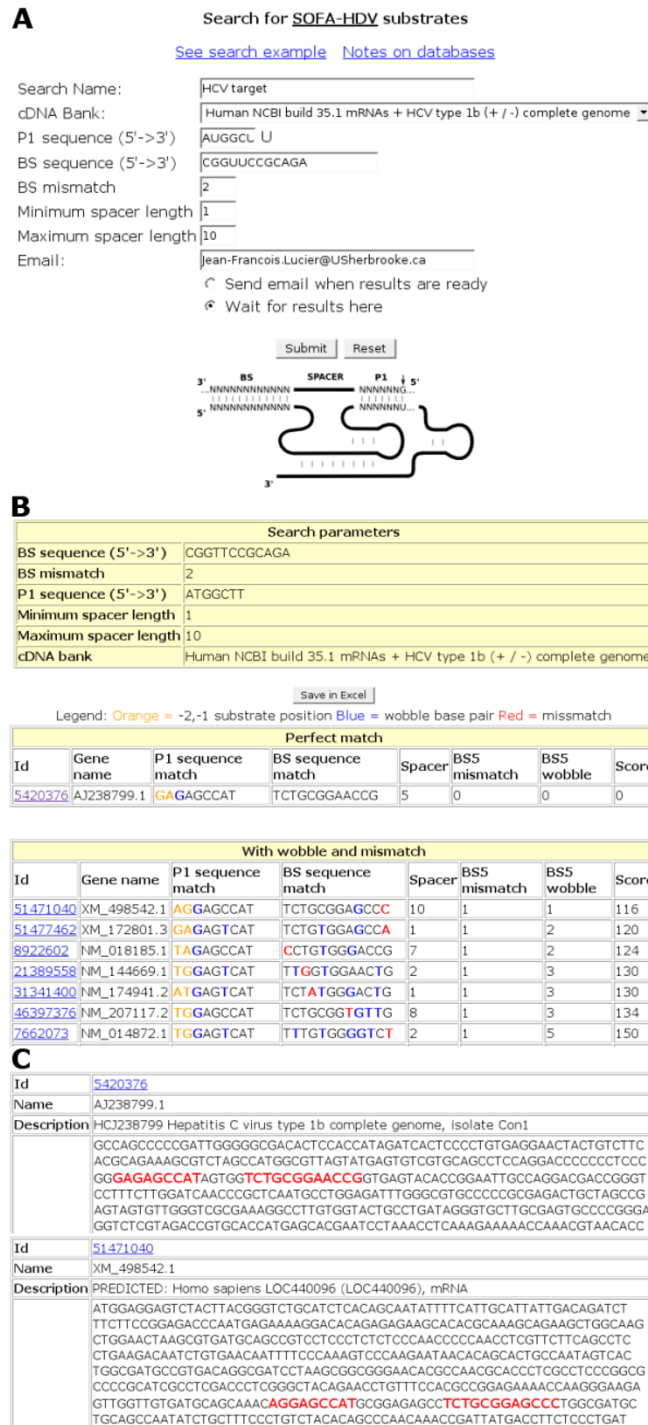 A
Search for SOFA-HDV substrates
See search example Notes on databases
Search Name: HCV target
cDNA Bank: Human NCBI build 35.1 mRNAs + HCV type 1b (+ / -) complete genome
P1 sequence (5'->3') AUGGCU U
BS sequence (5'->3') CGGUUCCGCAGA
BS mismatch 2
Minimum spacer length 1
Maximum spacer length 10
Email: Jean-Francois.Lucier@USherbrooke.ca
Send email when results are ready
Wait for results here
Submit Reset
BS SPACER P1
3' ...NNNNNNNNNNNN NNNNNNG... 5'
5' NNNNNNNNNNNN NNNNNNU...
3'
B
Search parameters
BS sequence (5'->3') CGGTTCCGCAGA
BS mismatch 2
P1 sequence (5'->3') ATGGCTT
Minimum spacer length 1
Maximum spacer length 10
cDNA bank Human NCBI build 35.1 mRNAs + HCV type 1b (+ / -) complete genome
Save in Excel
Legend: Orange = -2,-1 substrate position Blue = wobble base pair Red = missmatch
Perfect match
Id Gene name P1 sequence match BS sequence match Spacer BS5 mismatch BS5 wobble Score
5420376 AJ238799.1 GAGAGCCAT TCTGCGGAACCG 5 0 0 0
With wobble and mismatch
Id Gene name P1 sequence match BS sequence match Spacer BS5 mismatch BS5 wobble Score
51471040 XM_498542.1 AGGAGCCAT TCTGCGGAGCCC 10 1 1 116
51477462 XM_172801.3 GAGAGTCAT TCTGTGGAGCCA 1 1 2 120
8922602 NM_018185.1 TAGAGCCAT CCTGTGGGACCG 7 1 2 124
21389558 NM_144669.1 TGGAGCCAT TTGGTGGAACTG 2 1 3 130
31341400 NM_174941.2 ATGAGTCAT TCTATGGGACTG 1 1 3 130
46397376 NM_207117.2 TGGAGCCAT TCTGCGGTGTTG 8 1 3 134
7662073 NM_014872.1 TGGAGTCAT TTTGTGGGGTCT 2 1 5 150
C
Id 5420376
Name AJ238799.1
Description HCJ238799 Hepatitis C virus type 1b complete genome, isolate Con1
GCCAGCCCCCGATTGGGGGCGACACTCCACCATAGATCACTCCCCTGTGAGGAACTACTGTCTTC
ACGCAGAAAGCGTCTAGCCATGGCGTTAGTATGAGTGTCGTGCAGCCTCCAGGACCCCCCCTCCC
GGGAGAGCCATAGTGGTCTGCGGAACCGGTGAGTACACCGGAATTGCCAGGACGACCGGGT
CCTTTCTTGGATCAACCCGCTCAATGCCTGGAGATTTGGGCGTGCCCCCGCGAGACTGCTAGCCG
AGTAGTGTTGGGTCGCGAAAGGCCTTGTGGTACTGCCTGATAGGGTGCTTGCGAGTGCCCCGGGA
GGTCTCGTAGACCGTGCACCATGAGCACGAATCCTAAACCTCAAAGAAAAACCAAACGTAACACC
Id 51471040
Name XM_498542.1
Description PREDICTED: Homo sapiens LOC440096 (LOC440096), mRNA
ATGGAGGAGTCTACTTACGGGTCTGCATCTCACAGCAATATTTTCATTGCATTATTGACAGATCT
TTCTTCCGGAGACCCAATGAGAAAAGGACACAGAGAGAAGCACACGCAAAGCAGAAGCTGGCAAG
CTGGAACTAAGCGTGATGCAGCCGTCCTCCCTCTCTCCCAACCCCCAACCTCGTTCTTCAGCCTC
CTGAAGACAATCTGTGAACAATTTTCCCAAAGTCCCAAGAATAACACAGCACTGCCAATAGTCAC
TGGCGATGCCGTGACAGGCGATCCTAAGCGGCGGGAACACGCCAACGCACCCTCGCCTCCCGGCG
CCCCGCATCGCCTCGACCCTCGGGCTACAGAACCTGTTTCCACGCCGGAGAAAACCAAGGGAAGA
GTTGGTTGTGATGCAGCAAACAGGAGCCATGCGGAGAGCCTCTGCGGAGCCCTGGCGATGC
TGCAGCCAATATCTGCTTTCCCTGTCTACACAGCCCAACAAACCGATTATGACCTTCTCCCTGAT